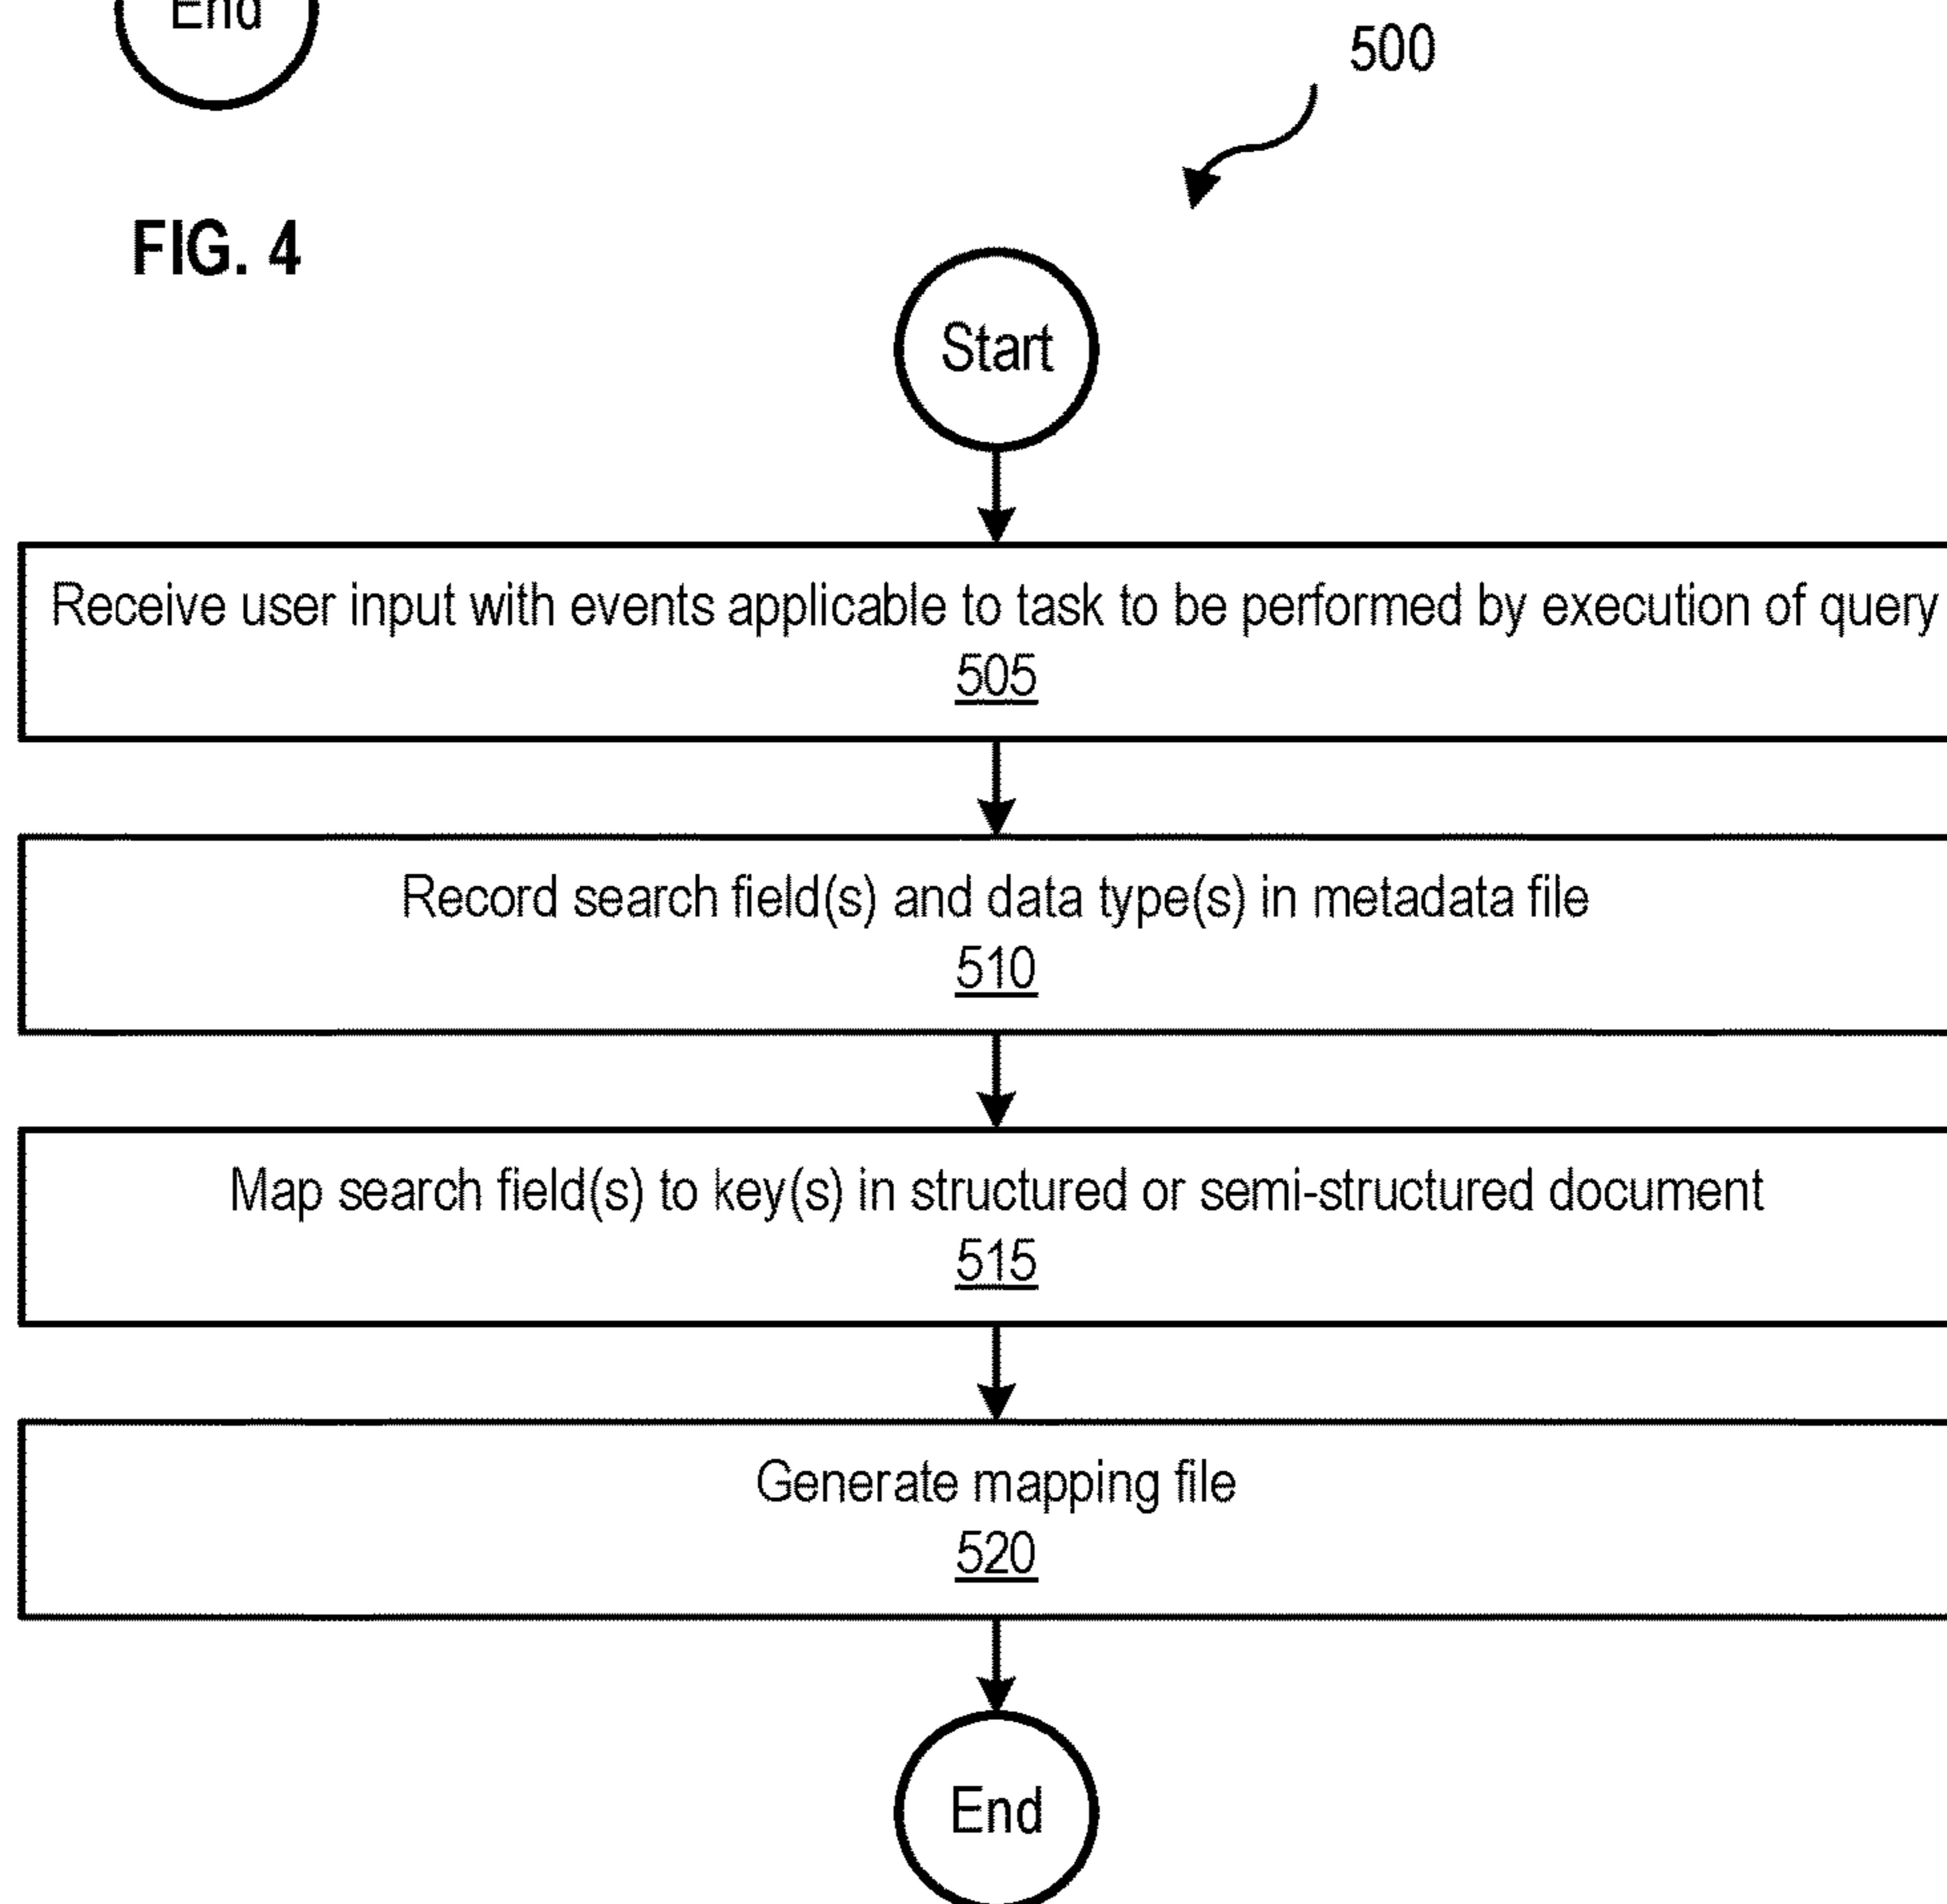 End
500
FIG. 4
Start
Receive user input with events applicable to task to be performed by execution of query
505
Record search field(s) and data type(s) in metadata file
510
Map search field(s) to key(s) in structured or semi-structured document
515
Generate mapping file
520
End